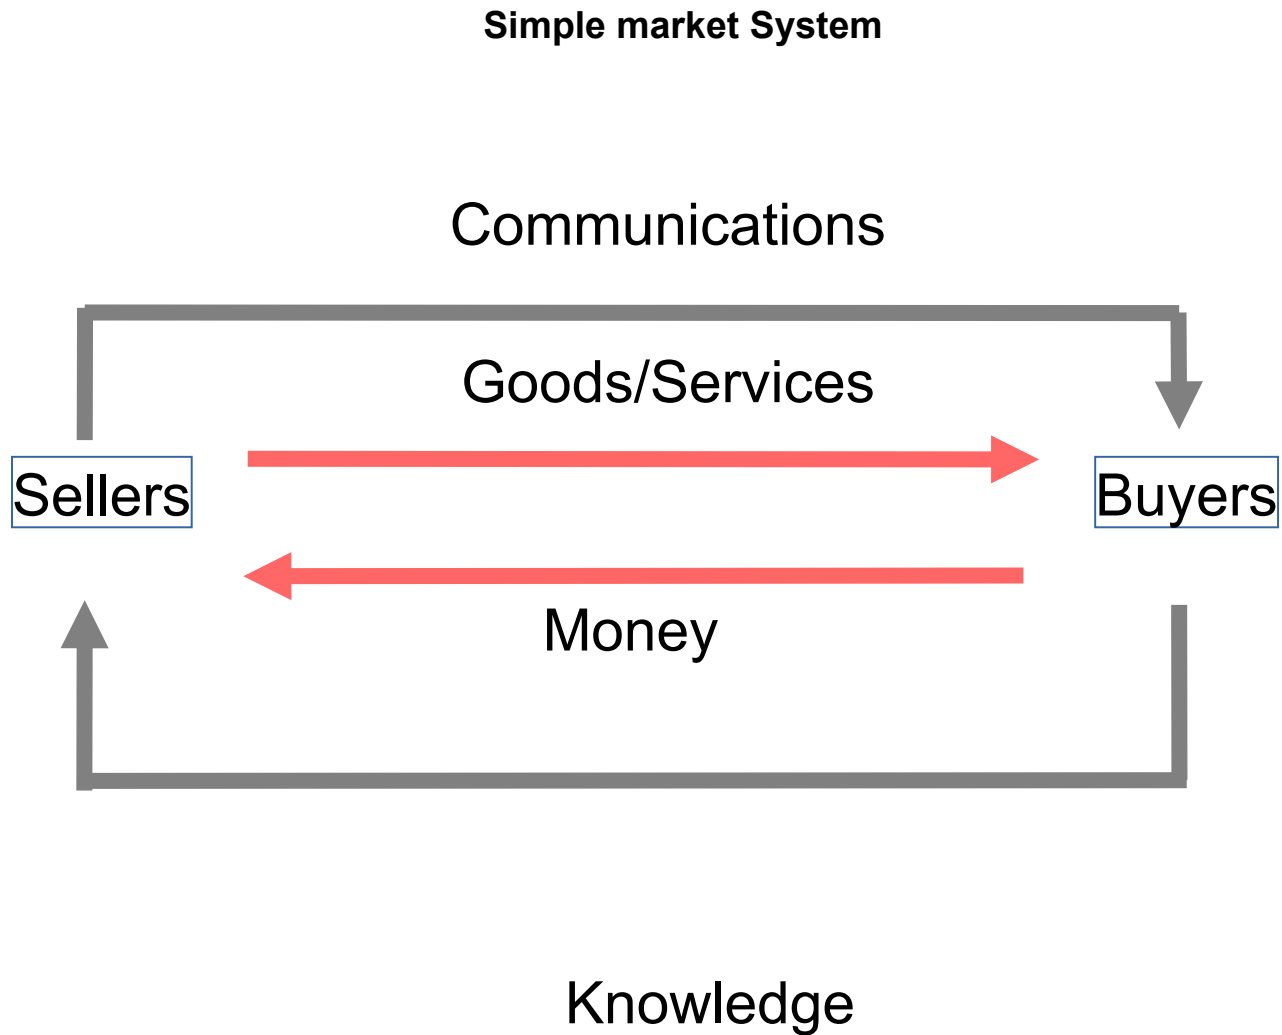 Simple market System
Communications
Goods/Services
Sellers
Buyers
Money
Knowledge